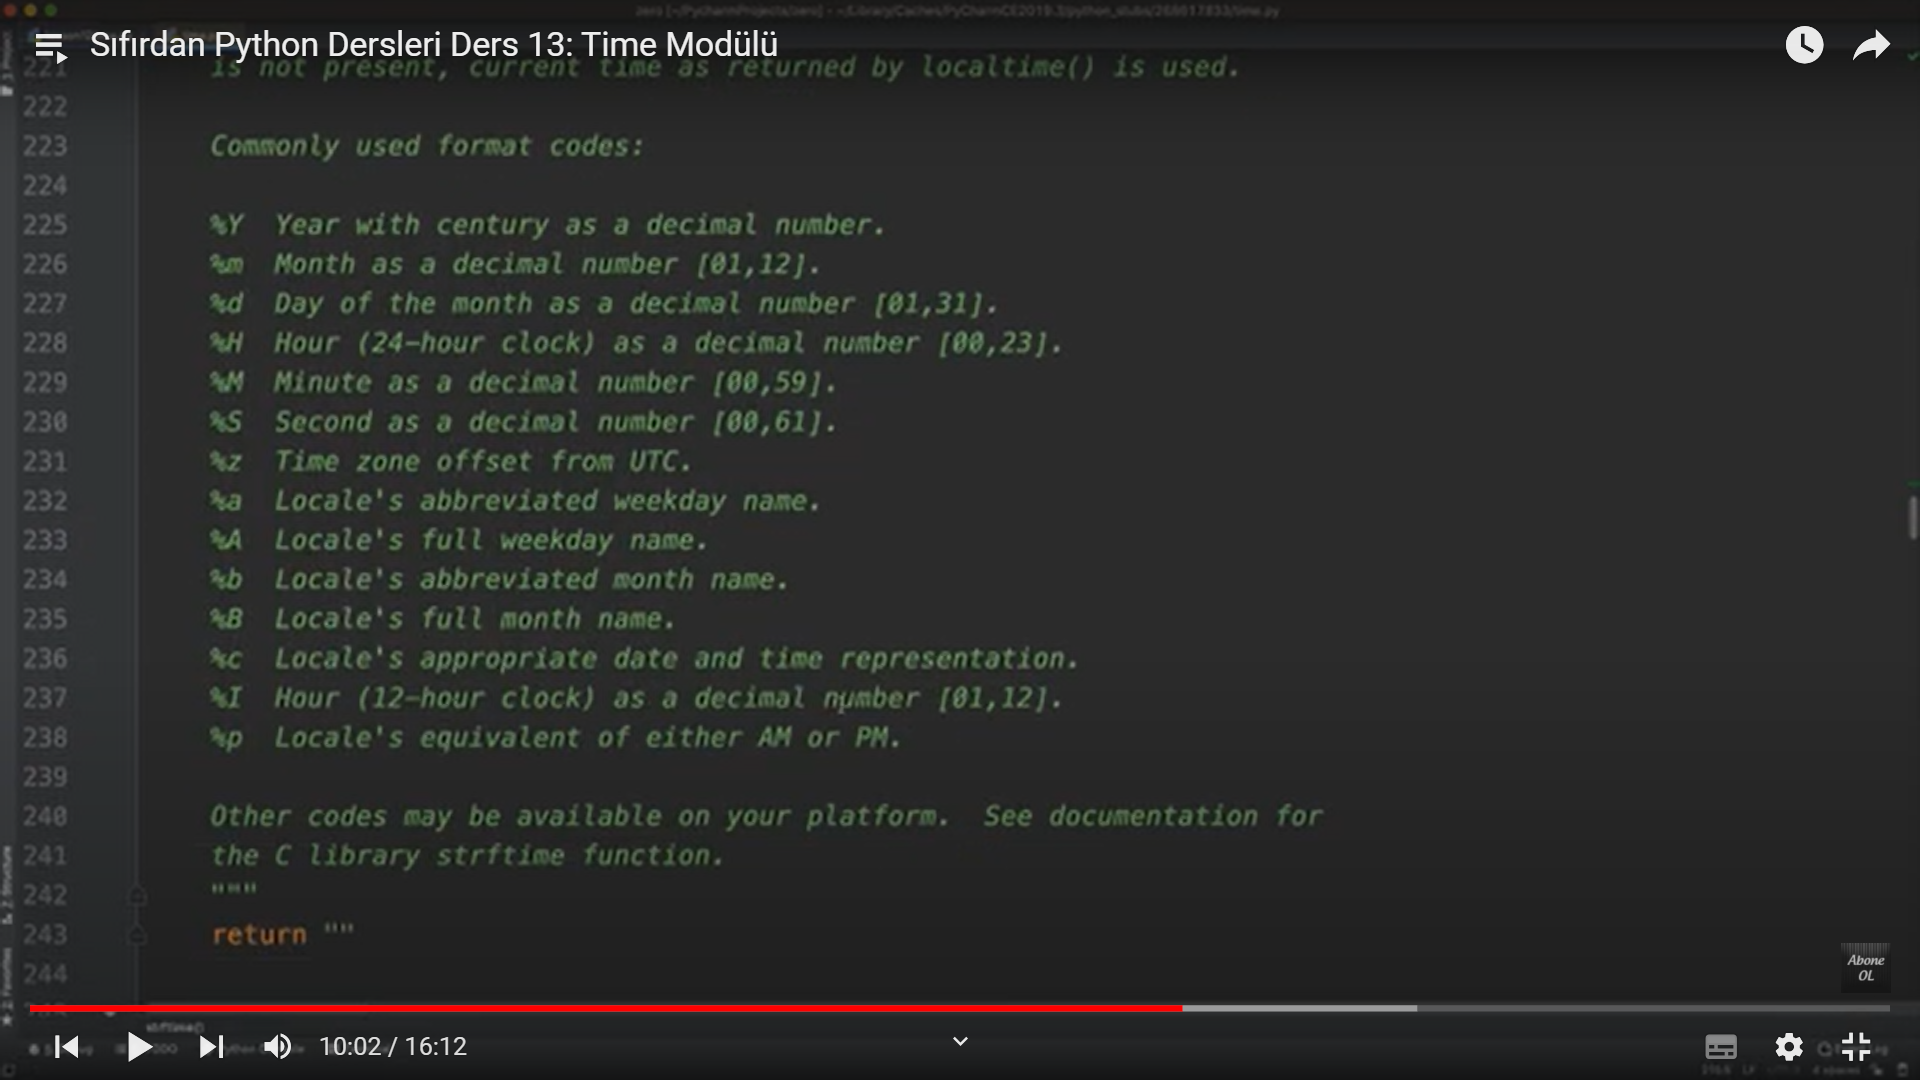 Sıfırdan Python Dersleri Ders 13: Time Modülü
221 is not present, current time as returned by localtime() is used.
222
223 Commonly used format codes:
224
225 %Y Year with century as a decimal number.
226 %m Month as a decimal number [01,12].
227 %d Day of the month as a decimal number [01,31].
228 %H Hour (24-hour clock) as a decimal number [00,23].
229 %M Minute as a decimal number [00,59].
230 %S Second as a decimal number [00,61].
231 %z Time zone offset from UTC.
232 %a Locale's abbreviated weekday name.
233 %A Locale's full weekday name.
234 %b Locale's abbreviated month name.
235 %B Locale's full month name.
236 %c Locale's appropriate date and time representation.
237 %I Hour (12-hour clock) as a decimal number [01,12].
238 %p Locale's equivalent of either AM or PM.
239
240 Other codes may be available on your platform. See documentation for
241 the C library strftime function.
242 """
243 return ""
244
Abone
OL
strftime()
10:02 / 16:12